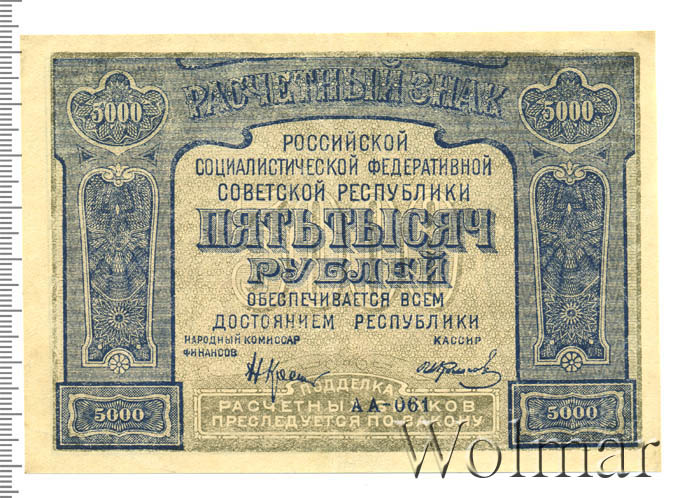 РАСЧЕТНЫЙ ЗНАК
5000 5000
РОССИЙСКОЙ
СОЦИАЛИСТИЧЕСКОЙ ФЕДЕРАТИВНОЙ
СОВЕТСКОЙ РЕСПУБЛИКИ
ПЯТЬ ТЫСЯЧ
РУБЛЕЙ
ОБЕСПЕЧИВАЕТСЯ ВСЕМ
ДОСТОЯНИЕМ РЕСПУБЛИКИ
НАРОДНЫЙ КОМИССАР КАССИР
ФИНАНСОВ
ПОДДЕЛКА
АА-061
РАСЧЕТНЫХ ЗНАКОВ
5000 5000
ПРЕСЛЕДУЕТСЯ ПО ЗАКОНУ
Wolmar